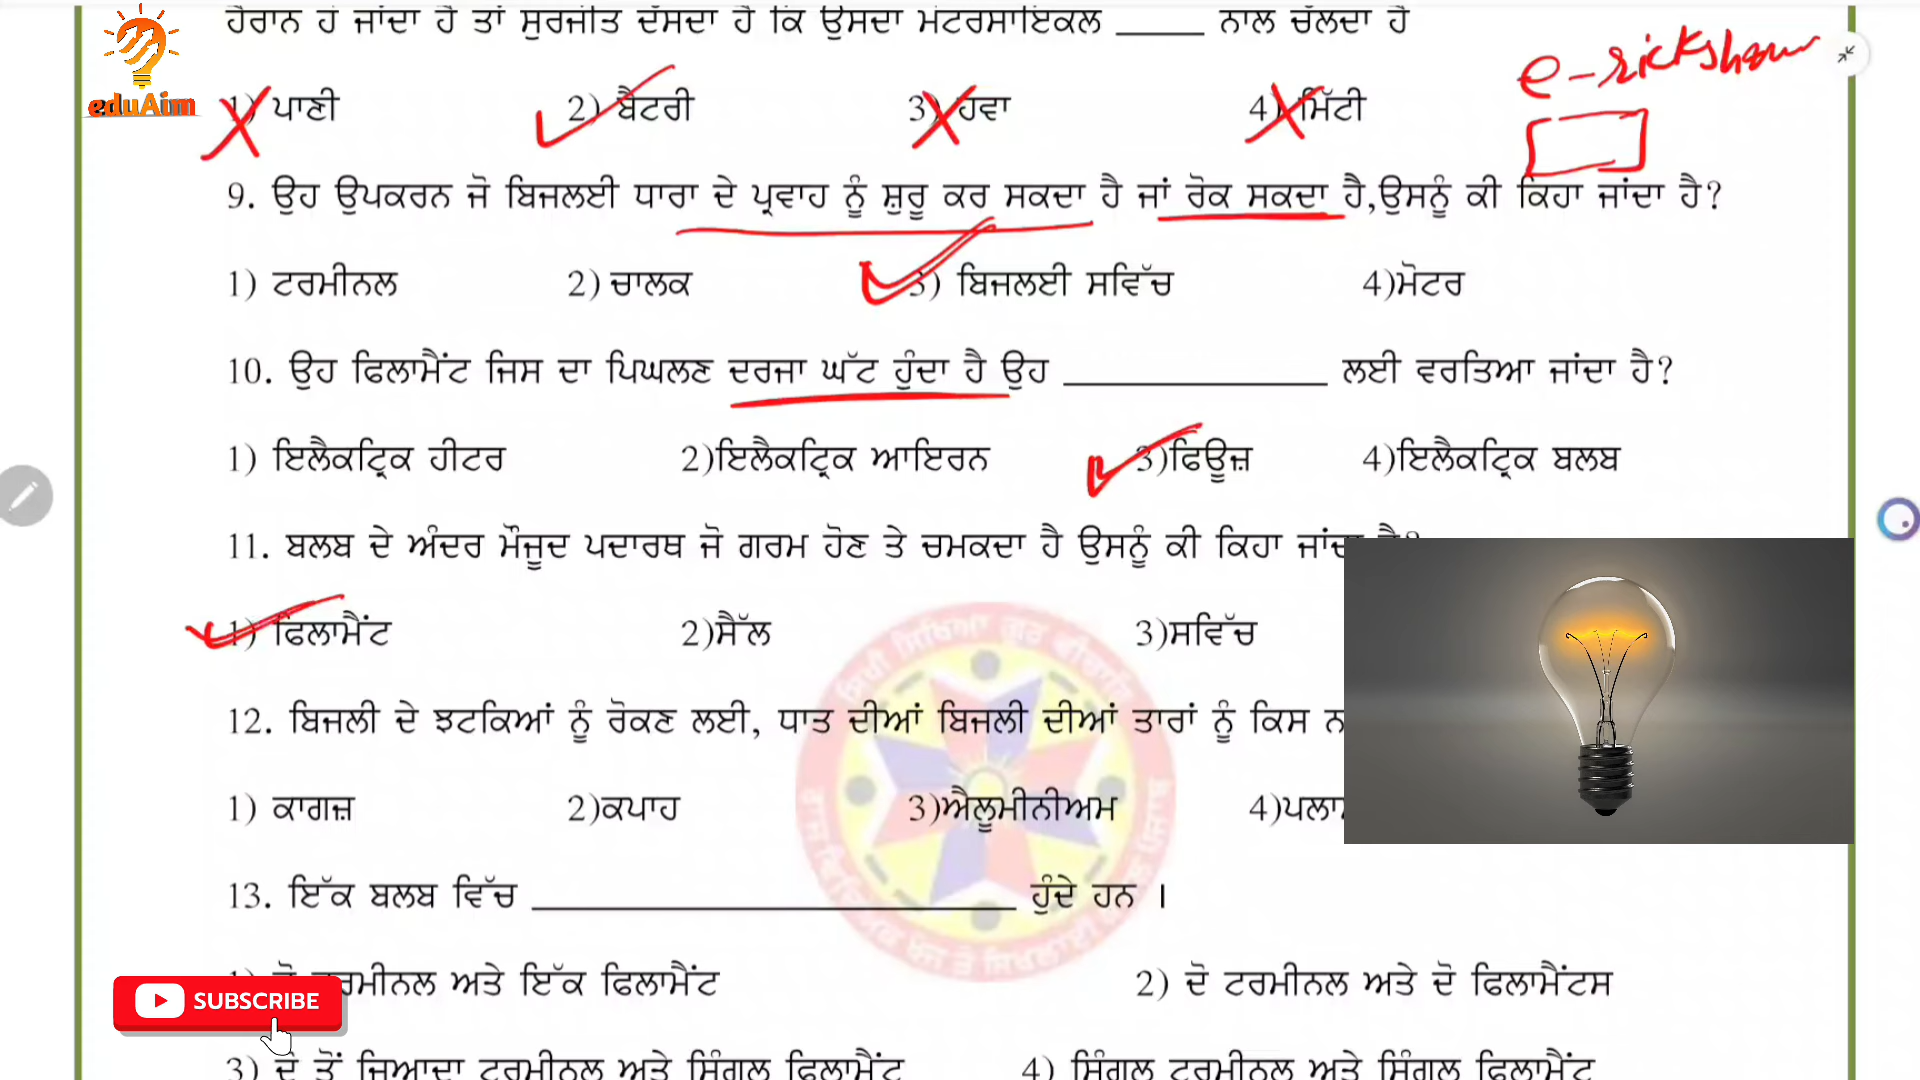 ਹੈਰਾਨ ਹੋ ਜਾਂਦਾ ਹੈ ਤਾਂ ਸੁਰਜੀਤ ਦੱਸਦਾ ਹੈ ਕਿ ਉਸਦਾ ਮੋਟਰਸਾਇਕਲ _____ ਨਾਲ ਚੱਲਦਾ ਹੈ
e-rickshaw
eduAim
1) ਪਾਣੀ 2) ਬੈਟਰੀ 3) ਹਵਾ 4) ਮਿੱਟੀ
9. ਉਹ ਉਪਕਰਨ ਜੋ ਬਿਜਲਈ ਧਾਰਾ ਦੇ ਪ੍ਰਵਾਹ ਨੂੰ ਸ਼ੁਰੂ ਕਰ ਸਕਦਾ ਹੈ ਜਾਂ ਰੋਕ ਸਕਦਾ ਹੈ,ਉਸਨੂੰ ਕੀ ਕਿਹਾ ਜਾਂਦਾ ਹੈ?
1) ਟਰਮੀਨਲ 2) ਚਾਲਕ 3) ਬਿਜਲਈ ਸਵਿੱਚ 4)ਮੋਟਰ
10. ਉਹ ਫਿਲਾਮੈਂਟ ਜਿਸ ਦਾ ਪਿਘਲਣ ਦਰਜਾ ਘੱਟ ਹੁੰਦਾ ਹੈ ਉਹ _______________ ਲਈ ਵਰਤਿਆ ਜਾਂਦਾ ਹੈ?
1) ਇਲੈਕਟ੍ਰਿਕ ਹੀਟਰ 2)ਇਲੈਕਟ੍ਰਿਕ ਆਇਰਨ 3)ਫਿਊਜ਼ 4)ਇਲੈਕਟ੍ਰਿਕ ਬਲਬ
11. ਬਲਬ ਦੇ ਅੰਦਰ ਮੌਜੂਦ ਪਦਾਰਥ ਜੋ ਗਰਮ ਹੋਣ ਤੇ ਚਮਕਦਾ ਹੈ ਉਸਨੂੰ ਕੀ ਕਿਹਾ ਜਾਂਦਾ ਹੈ?
1) ਫਿਲਾਮੈਂਟ 2)ਸੈੱਲ 3)ਸਵਿੱਚ
12. ਬਿਜਲੀ ਦੇ ਝਟਕਿਆਂ ਨੂੰ ਰੋਕਣ ਲਈ, ਧਾਤ ਦੀਆਂ ਬਿਜਲੀ ਦੀਆਂ ਤਾਰਾਂ ਨੂੰ ਕਿਸ
1) ਕਾਗਜ਼ 2)ਕਪਾਹ 3)ਐਲੂਮੀਨੀਅਮ 4)
13. ਇੱਕ ਬਲਬ ਵਿੱਚ ___________________________ ਹੁੰਦੇ ਹਨ ।
ਅਤੇ ਇੱਕ ਫਿਲਾਮੈਂਟ 2) ਦੋ ਟਰਮੀਨਲ ਅਤੇ ਦੋ ਫਿਲਾਮੈਂਟਸ
SUBSCRIBE
3) ਦੋ ਤੋਂ ਜਿਆਦਾ ਟਰਮੀਨਲ ਅਤੇ ਸਿੰਗਲ ਫਿਲਾਮੈਂਟ 4) ਸਿੰਗਲ ਟਰਮੀਨਲ ਅਤੇ ਸਿੰਗਲ ਫਿਲਾਮੈਂਟ